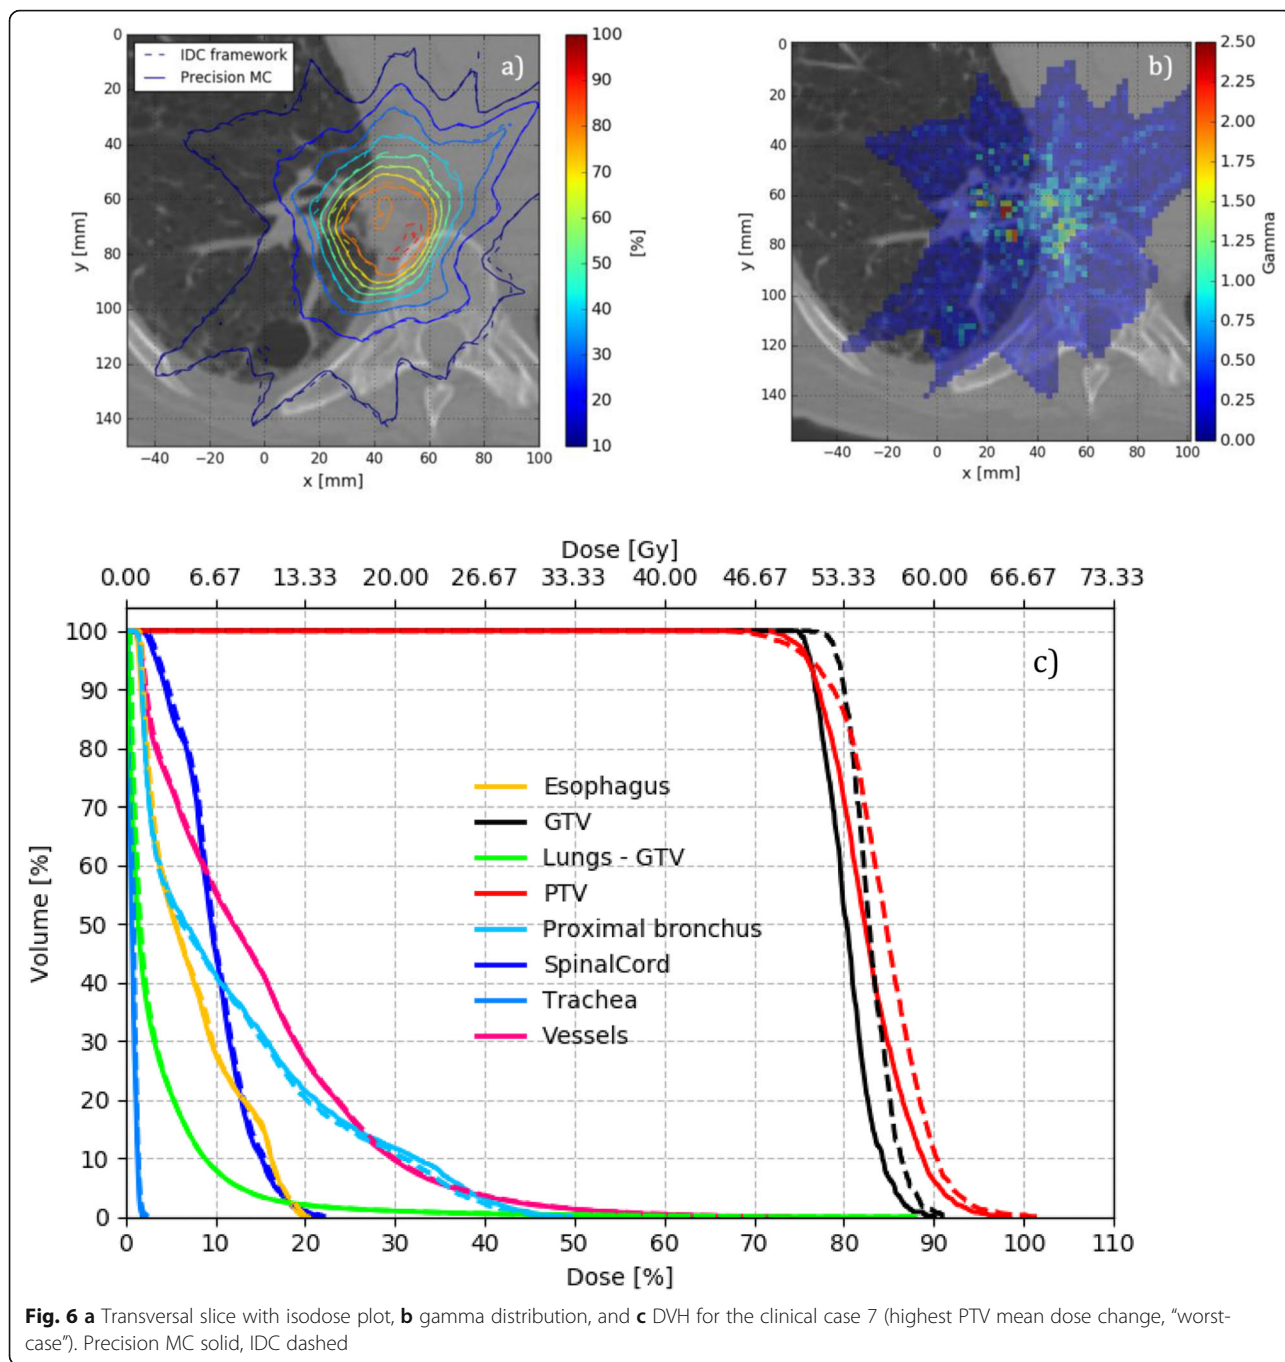 0
20
40
60
80
100
120
140
y [mm]
−40 −20 0 20 40 60 80 100
x [mm]
IDC framework
Precision MC
a)
100
90
80
70
60
50
40
30
20
10
[%]
0
20
40
60
80
100
120
140
y [mm]
−40 −20 0 20 40 60 80 100
x [mm]
b)
2.50
2.25
2.00
1.75
1.50
1.25
1.00
0.75
0.50
0.25
0.00
Gamma
Dose [Gy]
0.00 6.67 13.33 20.00 26.67 33.33 40.00 46.67 53.33 60.00 66.67 73.33
100
90
80
70
60
50
40
30
20
10
0
Volume [%]
c)
Esophagus
GTV
Lungs - GTV
PTV
Proximal bronchus
SpinalCord
Trachea
Vessels
0 10 20 30 40 50 60 70 80 90 100 110
Dose [%]
Fig. 6 a Transversal slice with isodose plot, b gamma distribution, and c DVH for the clinical case 7 (highest PTV mean dose change, “worst-
case”). Precision MC solid, IDC dashed